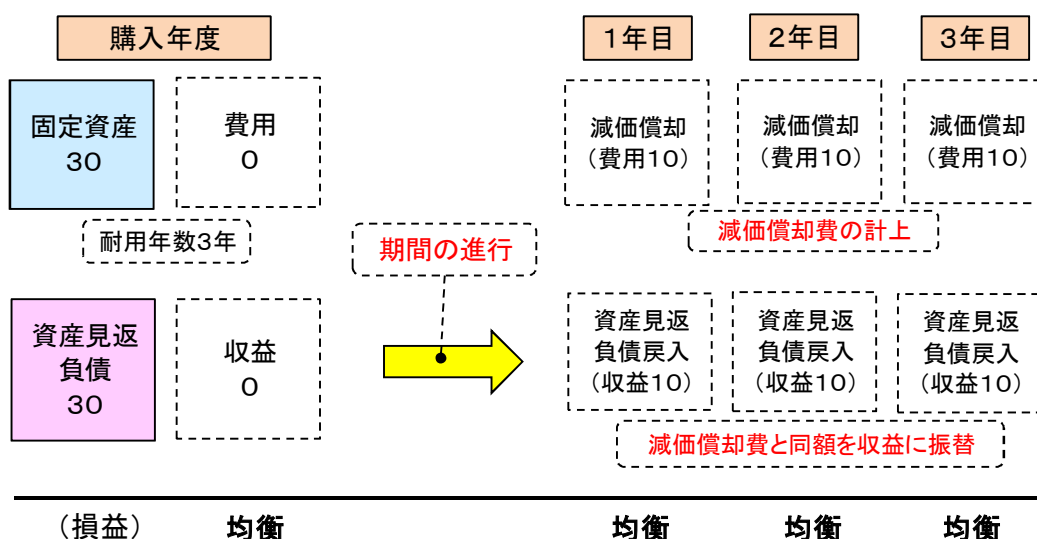 購入年度
1年目
2年目
3年目
固定資産
30
費用
0
減価償却
（費用10）
減価償却
（費用10）
減価償却
（費用10）
耐用年数3年
減価償却費の計上
期間の進行
資産見返
負債
30
収益
0
資産見返
負債戻入
（収益10）
資産見返
負債戻入
（収益10）
資産見返
負債戻入
（収益10）
減価償却費と同額を収益に振替
（損益）
均衡
均衡
均衡
均衡